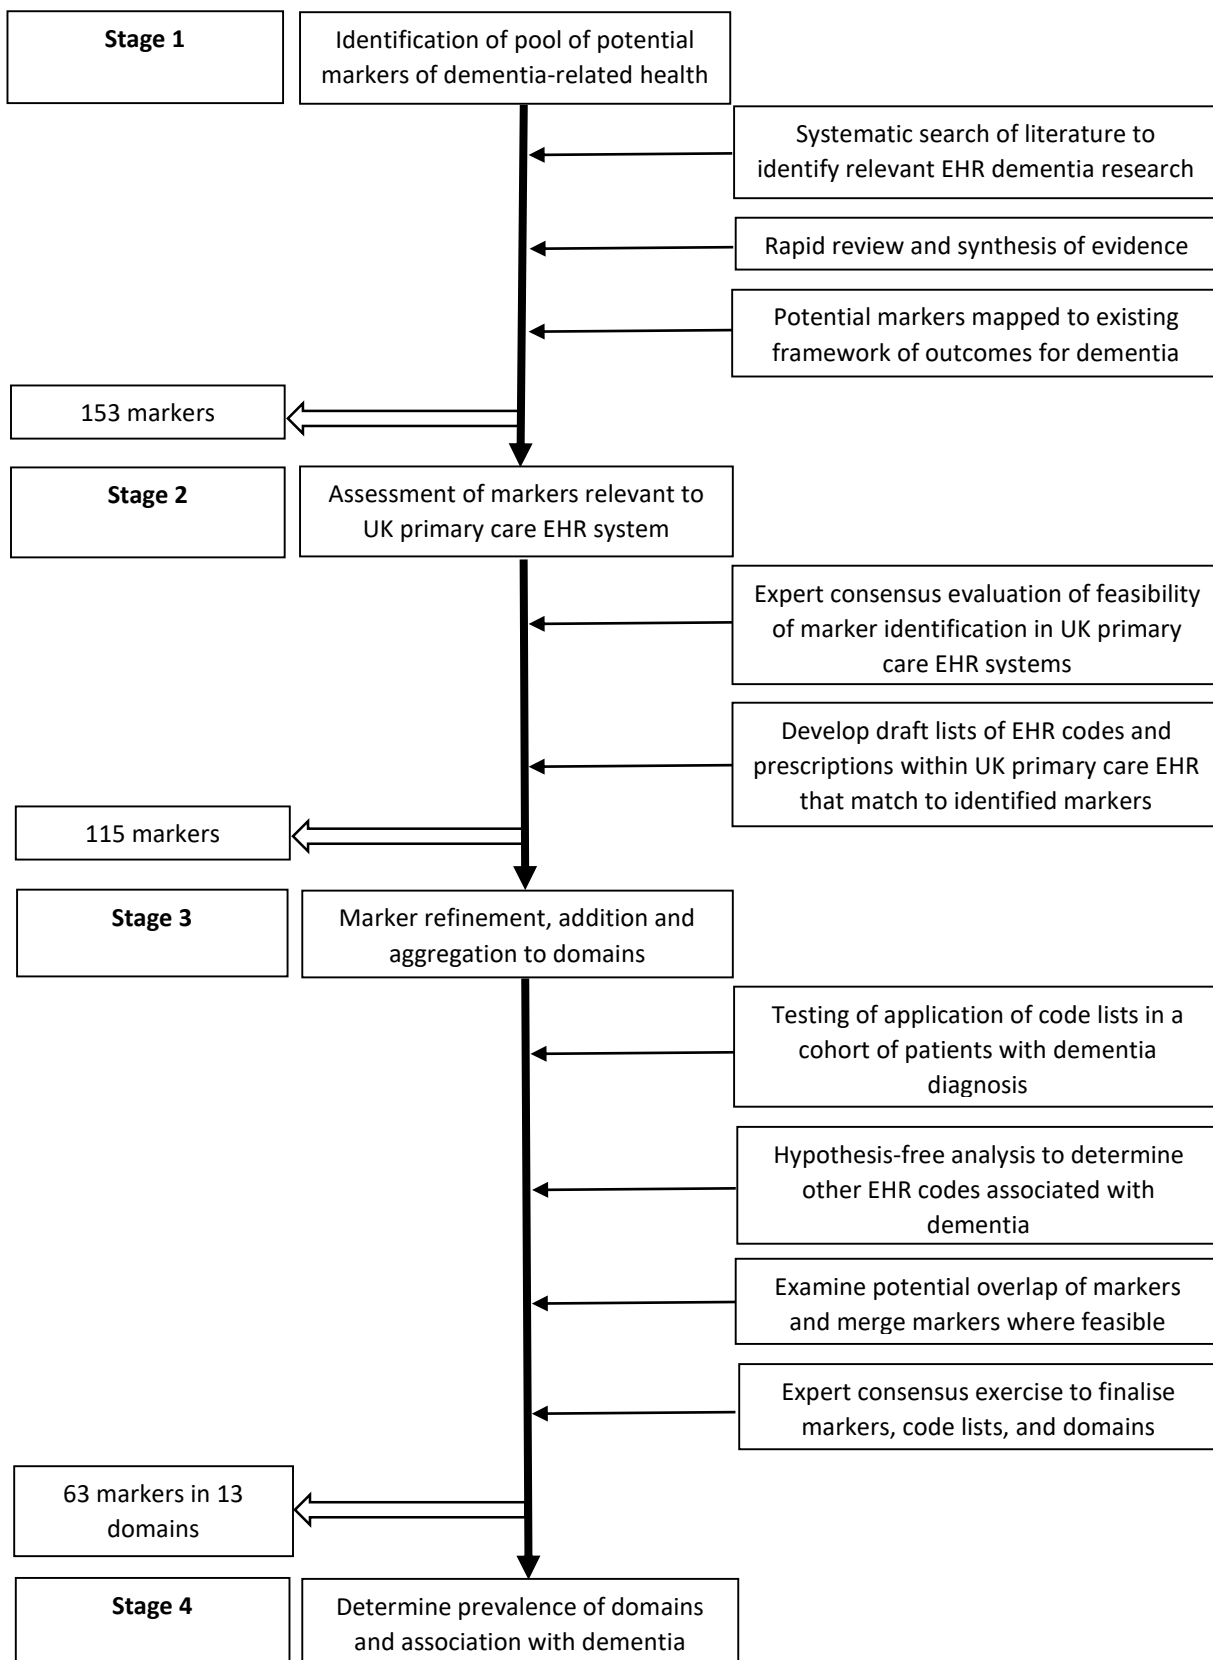 Stage 1
Identification of pool of potential
markers of dementia-related health
Systematic search of literature to
identify relevant EHR dementia research
Rapid review and synthesis of evidence
Potential markers mapped to existing
framework of outcomes for dementia
153 markers
Stage 2
Assessment of markers relevant to
UK primary care EHR system
Expert consensus evaluation of feasibility
of marker identification in UK primary
care EHR systems
Develop draft lists of EHR codes and
prescriptions within UK primary care EHR
that match to identified markers
115 markers
Stage 3
Marker refinement, addition and
aggregation to domains
Testing of application of code lists in a
cohort of patients with dementia
diagnosis
Hypothesis-free analysis to determine
other EHR codes associated with
dementia
Examine potential overlap of markers
and merge markers where feasible
Expert consensus exercise to finalise
markers, code lists, and domains
63 markers in 13
domains
Stage 4
Determine prevalence of domains
and association with dementia